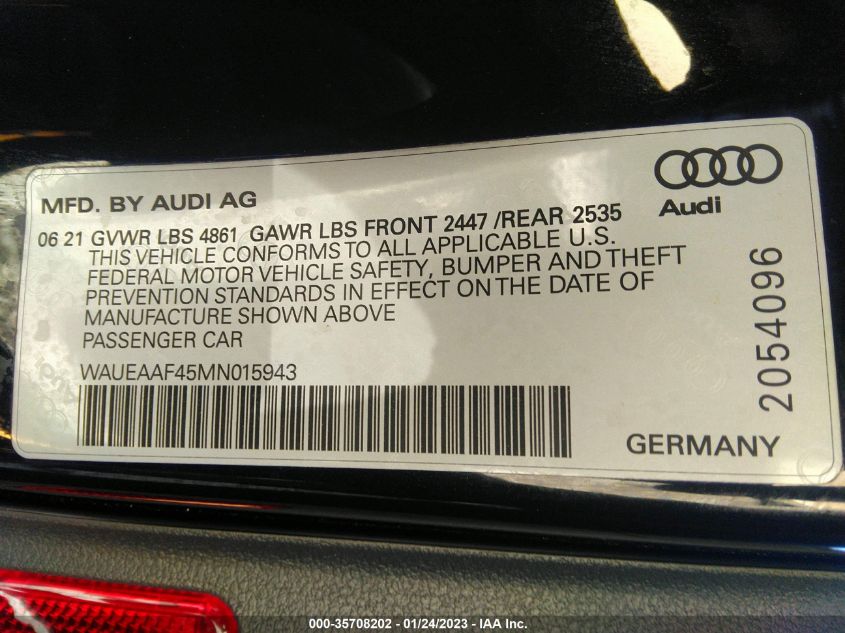 MFD. BY AUDI AG
Audi
06 21 GVWR LBS 4861 GAWR LBS FRONT 2447 /REAR 2535
THIS VEHICLE CONFORMS TO ALL APPLICABLE U.S.
FEDERAL MOTOR VEHICLE SAFETY, BUMPER AND THEFT
PREVENTION STANDARDS IN EFFECT ON THE DATE OF
MANUFACTURE SHOWN ABOVE
PASSENGER CAR
WAUEAAF45MN015943
2054096
GERMANY
000-35708202 - 01/24/2023 - IAA Inc.